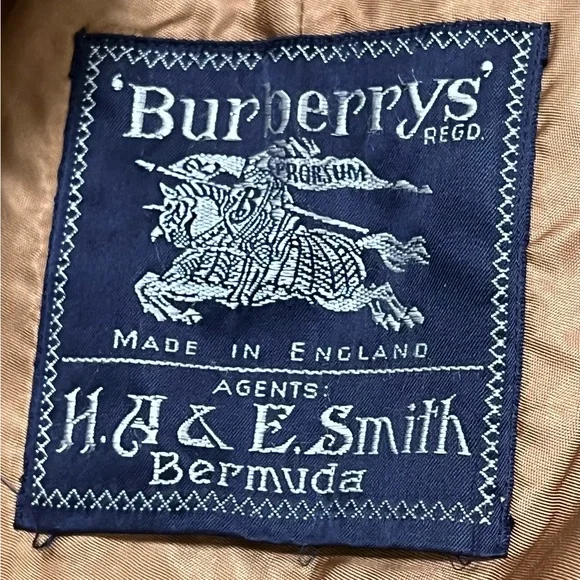 'Burberrys'
REGD.
PRORSUM
B
MADE IN ENGLAND
AGENTS:
H.A & E.Smith
Bermuda